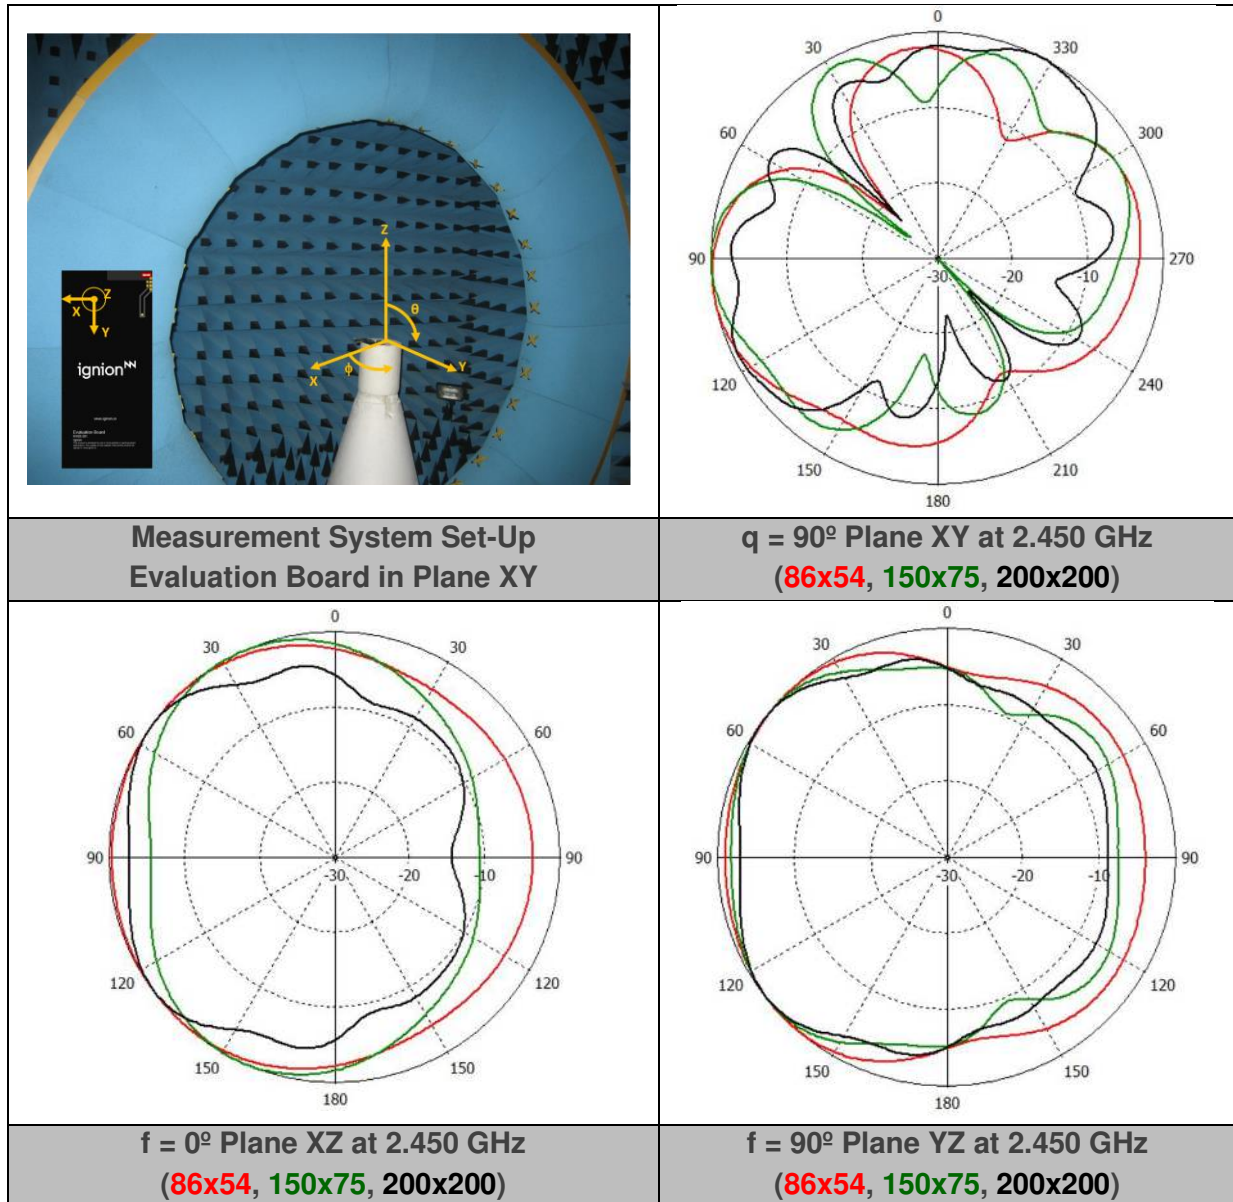 Z
X
Y
ignion
Evaluation Board
Z
θ
X
ϕ
Y
0
30
330
60
300
90
-30
-20
-10
270
120
240
150
210
180
Measurement System Set-Up
Evaluation Board in Plane XY
q = 90º Plane XY at 2.450 GHz
(86x54, 150x75, 200x200)
0
30
30
60
60
90
-30
-20
-10
90
120
120
150
150
180
0
30
30
60
60
90
-30
-20
-10
90
120
120
150
150
180
f = 0º Plane XZ at 2.450 GHz
(86x54, 150x75, 200x200)
f = 90º Plane YZ at 2.450 GHz
(86x54, 150x75, 200x200)